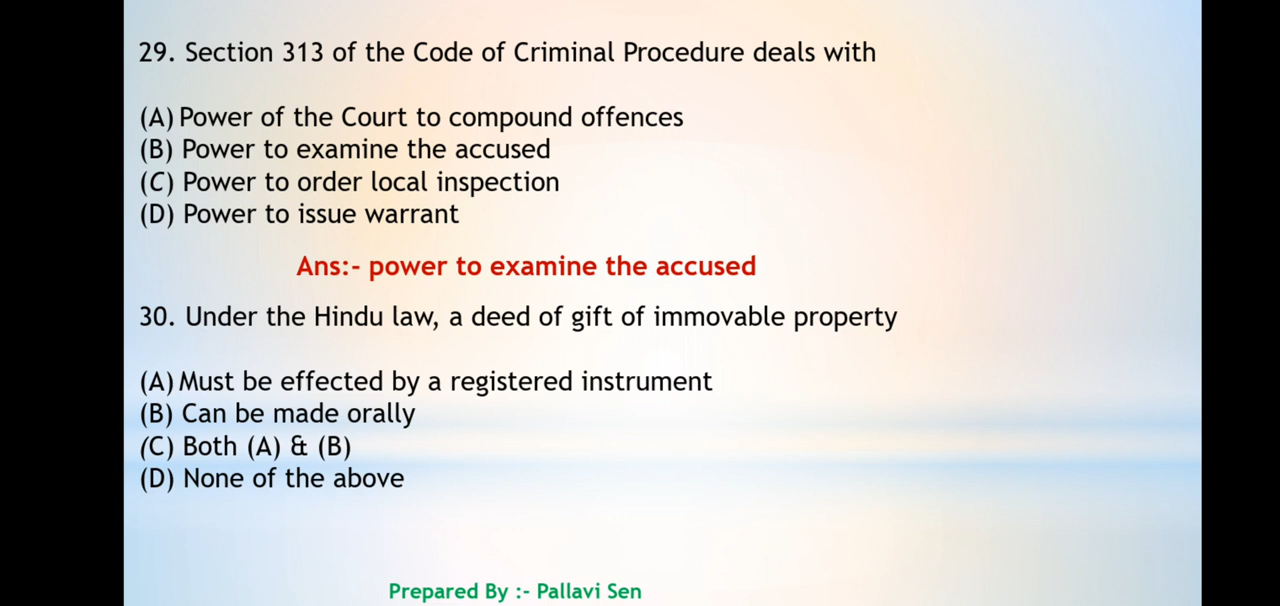 29. Section 313 of the Code of Criminal Procedure deals with
(A) Power of the Court to compound offences
(B) Power to examine the accused
(C) Power to order local inspection
(D) Power to issue warrant
Ans:- power to examine the accused
30. Under the Hindu law, a deed of gift of immovable property
(A) Must be effected by a registered instrument
(B) Can be made orally
(C) Both (A) & (B)
(D) None of the above
Prepared By :- Pallavi Sen